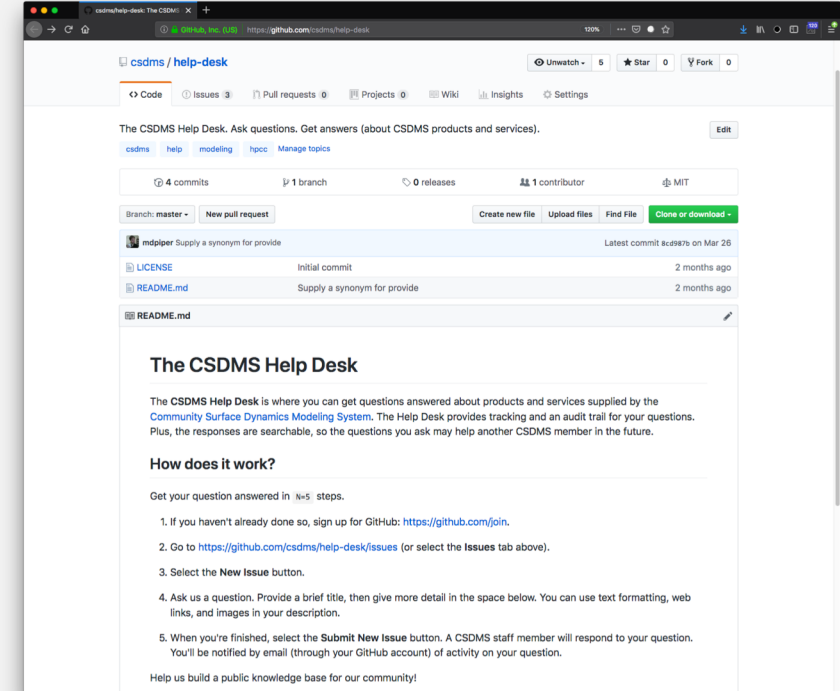 csdms/help-desk: The CSDMS
GitHub, Inc. (US) https://github.com/csdms/help-desk 120% 120
csdms / help-desk Unwatch 5 Star 0 Fork 0
Code Issues 3 Pull requests 0 Projects 0 Wiki Insights Settings
The CSDMS Help Desk. Ask questions. Get answers (about CSDMS products and services). Edit
csdms help modeling hpcc Manage topics
4 commits 1 branch 0 releases 1 contributor MIT
Branch: master New pull request Create new file Upload files Find File Clone or download
mdpiper Supply a synonym for provide Latest commit 8cd987b on Mar 26
LICENSE Initial commit 2 months ago
README.md Supply a synonym for provide 2 months ago
README.md
The CSDMS Help Desk
The CSDMS Help Desk is where you can get questions answered about products and services supplied by the
Community Surface Dynamics Modeling System. The Help Desk provides tracking and an audit trail for your questions.
Plus, the responses are searchable, so the questions you ask may help another CSDMS member in the future.
How does it work?
Get your question answered in N=5 steps.
1. If you haven't already done so, sign up for GitHub: https://github.com/join.
2. Go to https://github.com/csdms/help-desk/issues (or select the Issues tab above).
3. Select the New Issue button.
4. Ask us a question. Provide a brief title, then give more detail in the space below. You can use text formatting, web
links, and images in your description.
5. When you're finished, select the Submit New Issue button. A CSDMS staff member will respond to your question.
You'll be notified by email (through your GitHub account) of activity on your question.
Help us build a public knowledge base for our community!